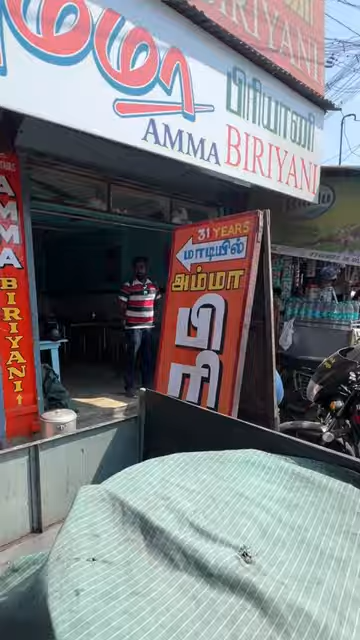 BIRIYANI
ம்மா
பிரியாணி
AMMA BIRIYANI
AMMA BIRIYANI
31 YEARS
மாடியில்
அம்மா
பிரி